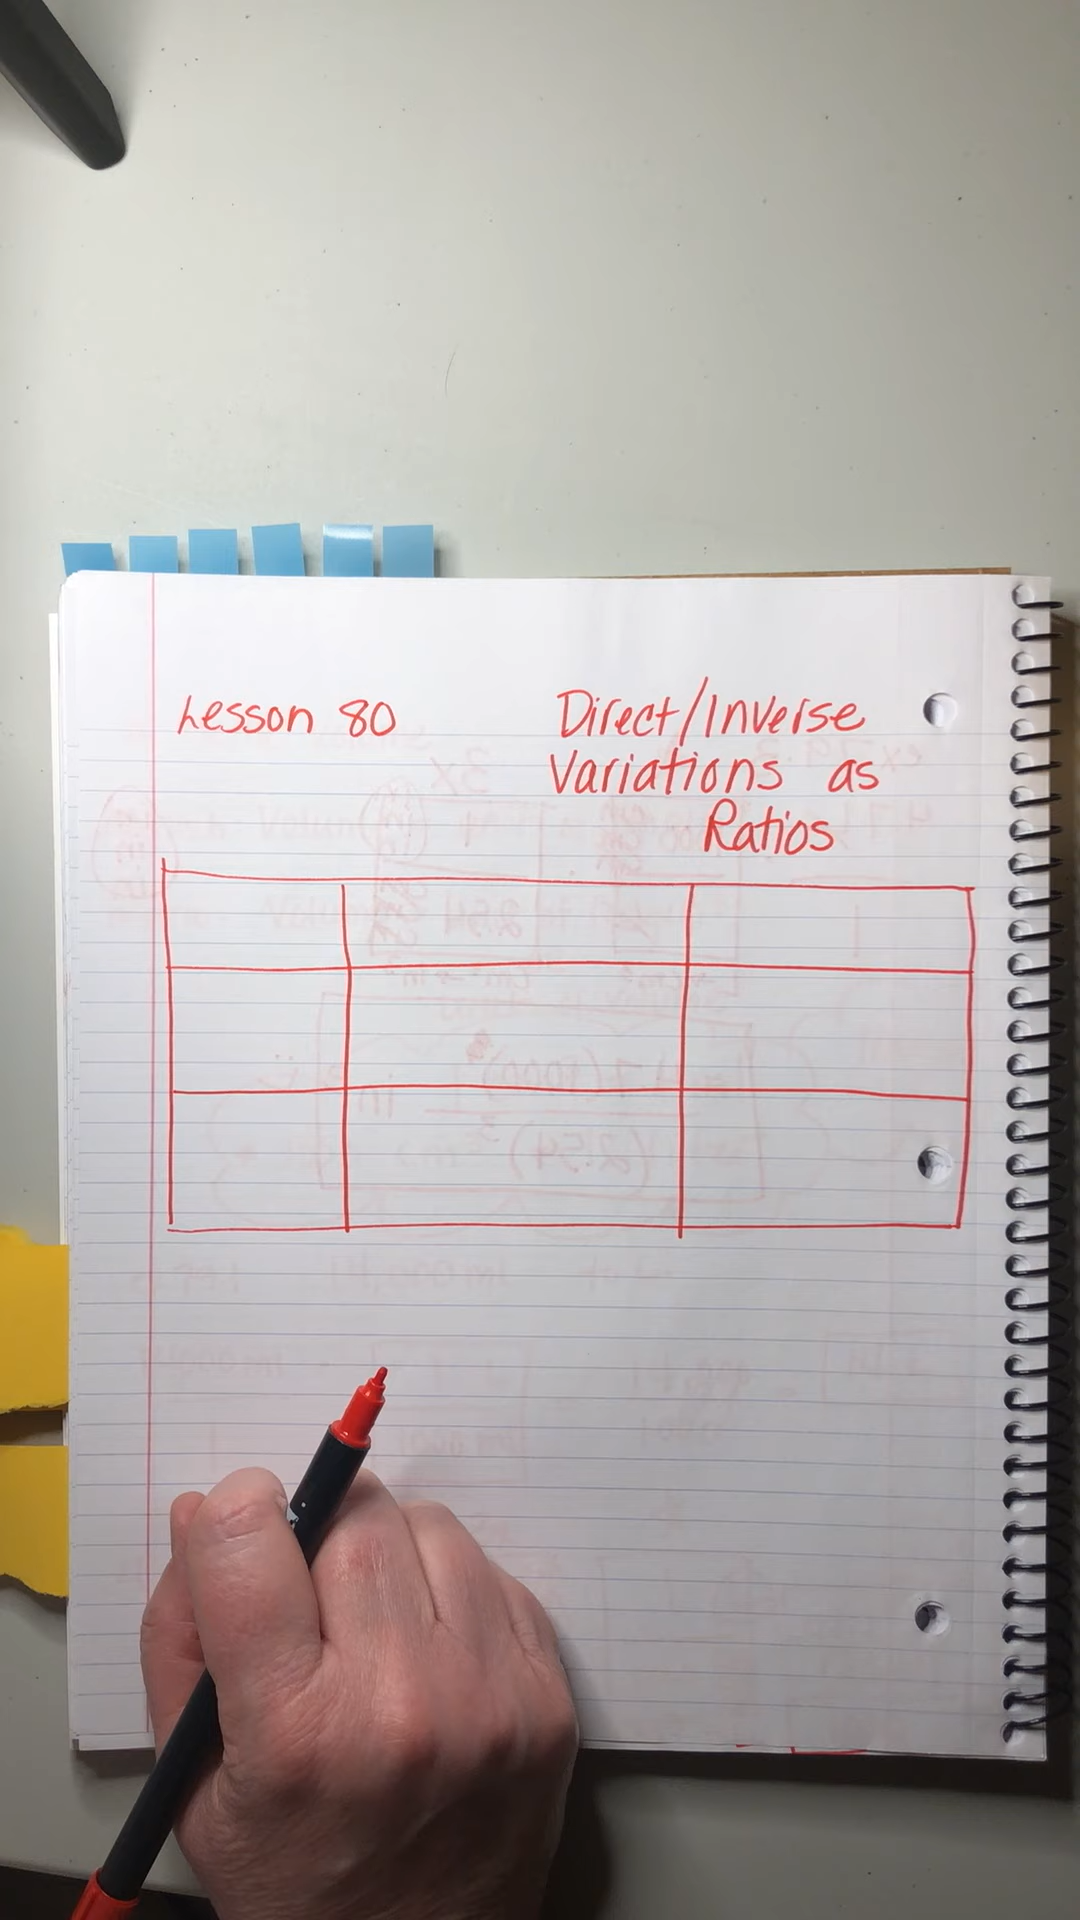 Lesson 80
Direct/Inverse
Variations as
Ratios